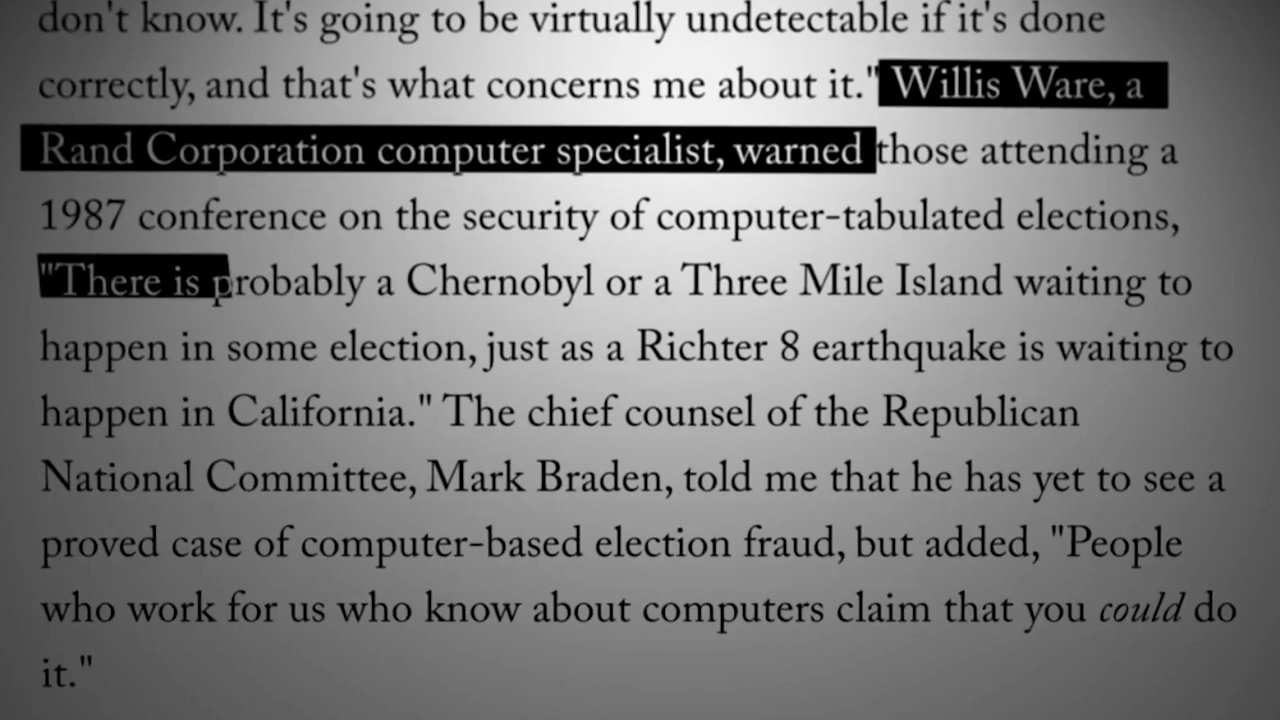 don't know. It's going to be virtually undetectable if it's done
correctly, and that's what concerns me about it." Willis Ware, a
Rand Corporation computer specialist, warned those attending a
1987 conference on the security of computer-tabulated elections,
"There is probably a Chernobyl or a Three Mile Island waiting to
happen in some election, just as a Richter 8 earthquake is waiting to
happen in California." The chief counsel of the Republican
National Committee, Mark Braden, told me that he has yet to see a
proved case of computer-based election fraud, but added, "People
who work for us who know about computers claim that you could do
it."